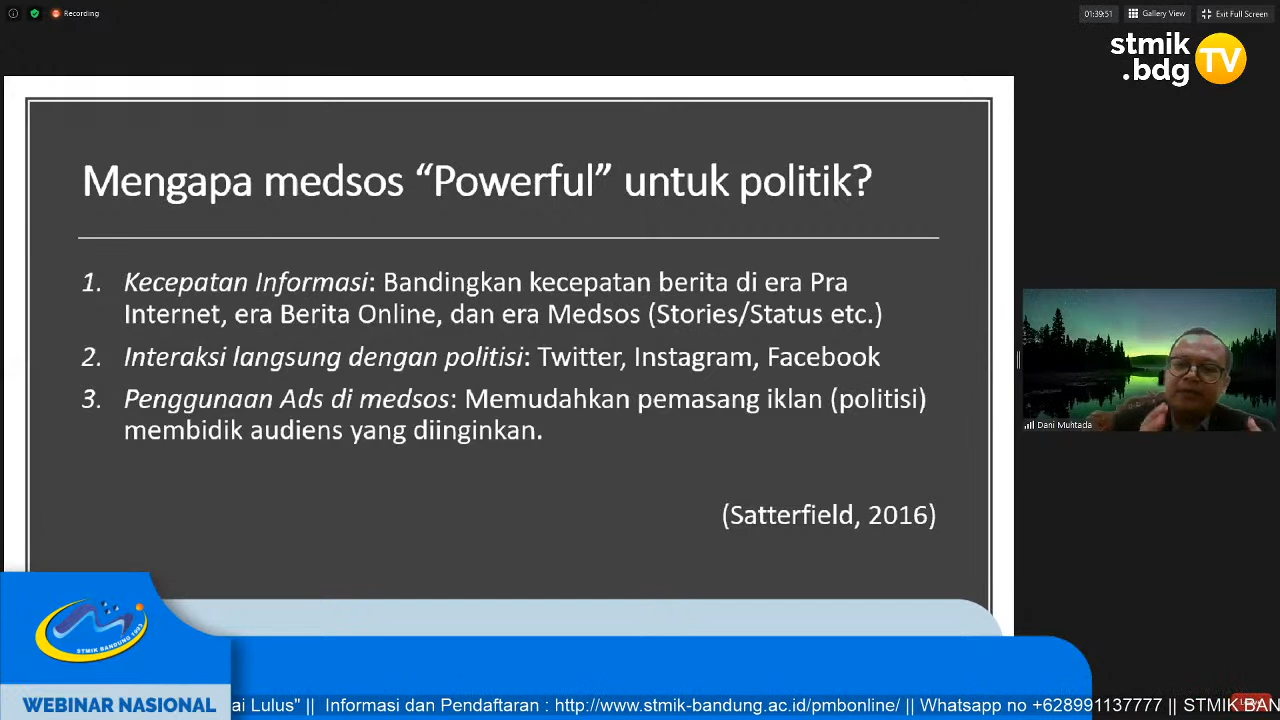 Recording
01:39:51
Gallery View
Exit Full Screen
stmik
.bdg
TV
Mengapa medsos “Powerful” untuk politik?
1. Kecepatan Informasi: Bandingkan kecepatan berita di era Pra
Internet, era Berita Online, dan era Medsos (Stories/Status etc.)
2. Interaksi langsung dengan politisi: Twitter, Instagram, Facebook
3. Penggunaan Ads di medsos: Memudahkan pemasang iklan (politisi)
membidik audiens yang diinginkan.
(Satterfield, 2016)
Dani Muhtada
STMIK BANDUNG
WEBINAR NASIONAL
ai Lulus" || Informasi dan Pendaftaran : http://www.stmik-bandung.ac.id/pmbonline/ || Whatsapp no +628991137777 || STMIK BAN